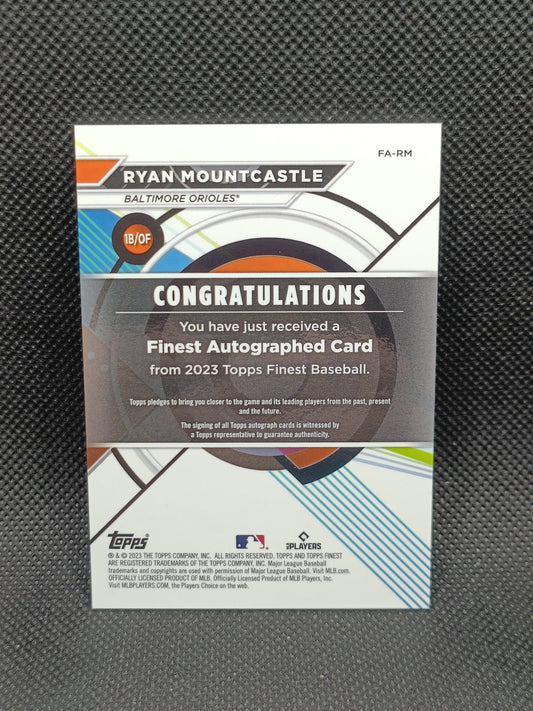 FA-RM
RYAN MOUNTCASTLE
BALTIMORE ORIOLES®
1B/OF
CONGRATULATIONS
You have just received a
Finest Autographed Card
from 2023 Topps Finest Baseball.
Topps pledges to bring you closer to the game and its leading players from the past, present
and the future.
The signing of all Topps autograph cards is witnessed by
a Topps representative to guarantee authenticity.
Topps®
MLB PLAYERS
® & © 2023 THE TOPPS COMPANY, INC. ALL RIGHTS RESERVED. TOPPS AND TOPPS FINEST
ARE REGISTERED TRADEMARKS OF THE TOPPS COMPANY, INC. Major League Baseball
trademarks and copyrights are used with permission of Major League Baseball. Visit MLB.com.
OFFICIALLY LICENSED PRODUCT OF MLB. Officially Licensed Product of MLB Players, Inc.
Visit MLBPLAYERS.COM, the Players Choice on the web.